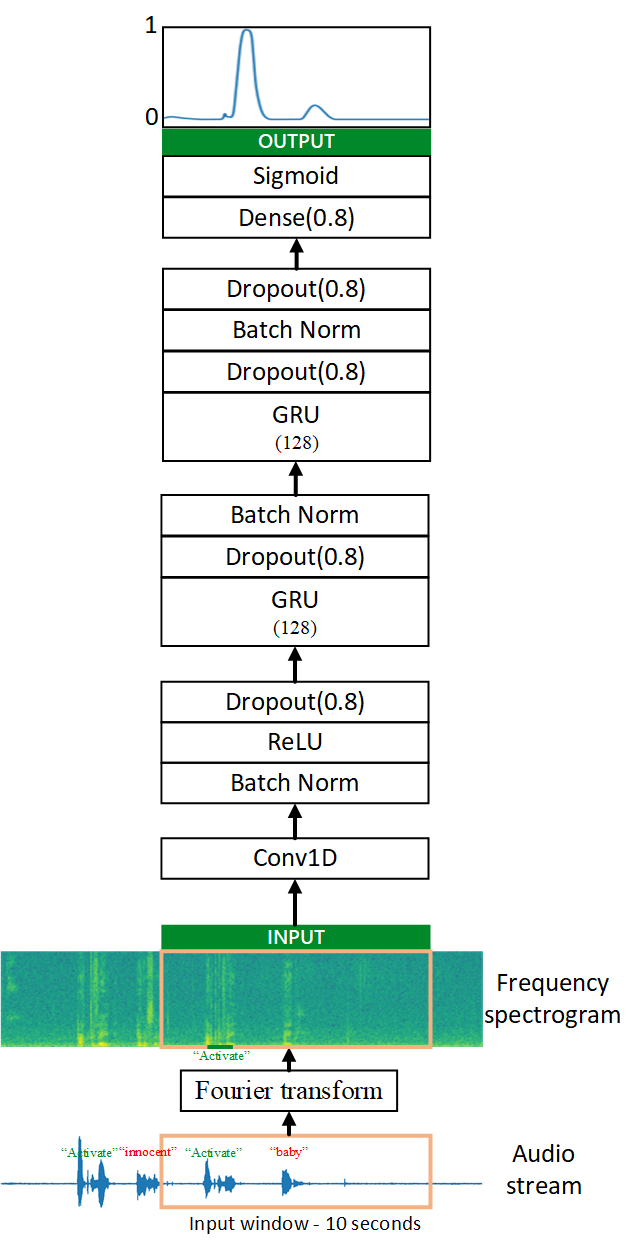 1
0
OUTPUT
Sigmoid
Dense(0.8)
Dropout(0.8)
Batch Norm
Dropout(0.8)
GRU
(128)
Batch Norm
Dropout(0.8)
GRU
(128)
Dropout(0.8)
ReLU
Batch Norm
Conv1D
INPUT
Frequency
spectrogram
“Activate”
Fourier transform
“Activate” “innocent” “Activate” “baby”
Audio
stream
Input window - 10 seconds